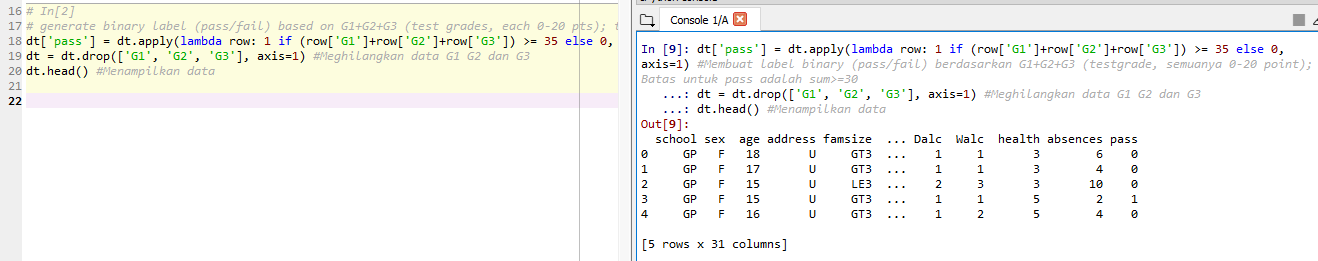 16 # In[2]
17 # generate binary label (pass/fail) based on G1+G2+G3 (test grades, each 0-20 pts);
18 dt['pass'] = dt.apply(lambda row: 1 if (row['G1']+row['G2']+row['G3']) >= 35 else 0,
19 dt = dt.drop(['G1', 'G2', 'G3'], axis=1) #Meghilangkan data G1 G2 dan G3
20 dt.head() #Menampilkan data
21
22
Console 1/A
In [9]: dt['pass'] = dt.apply(lambda row: 1 if (row['G1']+row['G2']+row['G3']) >= 35 else 0,
axis=1) #Membuat label binary (pass/fail) berdasarkan G1+G2+G3 (testgrade, semuanya 0-20 point);
Batas untuk pass adalah sum>=30
...: dt = dt.drop(['G1', 'G2', 'G3'], axis=1) #Meghilangkan data G1 G2 dan G3
...: dt.head() #Menampilkan data
Out[9]:
school sex age address famsize ... Dalc Walc health absences pass
0 GP F 18 U GT3 ... 1 1 3 6 0
1 GP F 17 U GT3 ... 1 1 3 4 0
2 GP F 15 U LE3 ... 2 3 3 10 0
3 GP F 15 U GT3 ... 1 1 5 2 1
4 GP F 16 U GT3 ... 1 2 5 4 0
[5 rows x 31 columns]